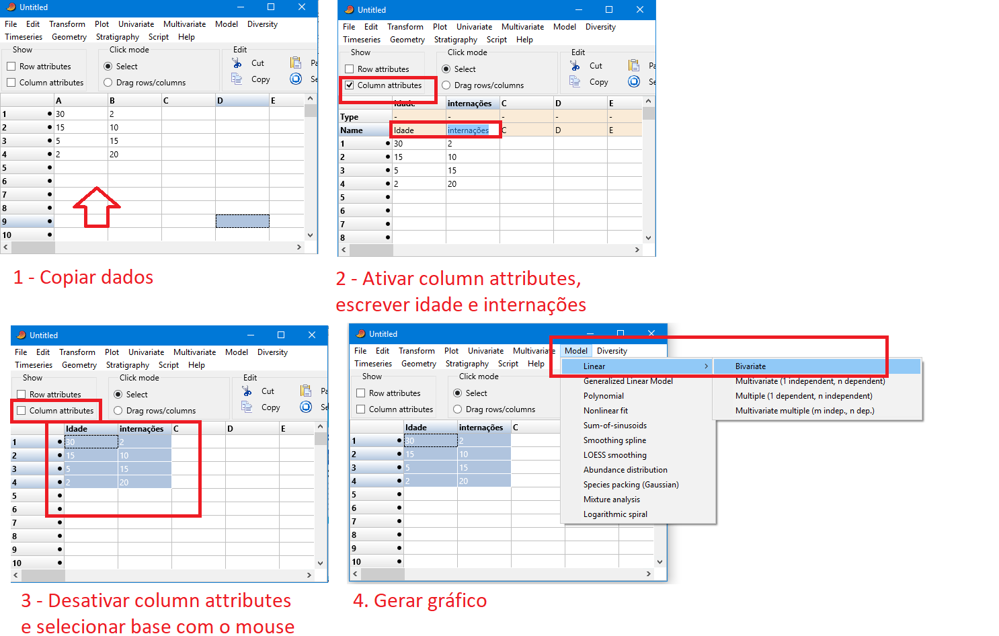 Untitled
File Edit Transform Plot Univariate Multivariate Model Diversity
Timeseries Geometry Stratigraphy Script Help
Show Click mode Edit
Row attributes Select Cut
Column attributes Drag rows/columns Copy
A B C D E
1 30 2
2 15 10
3 5 15
4 2 20
5
6
7
8
9
10
1 - Copiar dados
Untitled
File Edit Transform Plot Univariate Multivariate Model Diversity
Timeseries Geometry Stratigraphy Script Help
Show Click mode Edit
Row attributes Select Cut
Column attributes Drag rows/columns Copy
Idade internações C D E
Type - - - - -
Name Idade internações C D E
1 30 2
2 15 10
3 5 15
4 2 20
5
6
7
8
2 - Ativar column attributes,
escrever idade e internações
Untitled
File Edit Transform Plot Univariate Multivariate Model Diversity
Timeseries Geometry Stratigraphy Script Help
Show Click mode Edit
Row attributes Select Cut
Column attributes Drag rows/columns Copy
Idade internações C D E
1 30 2
2 15 10
3 5 15
4 2 20
5
6
7
8
9
10
3 - Desativar column attributes
e selecionar base com o mouse
Untitled
File Edit Transform Plot Univariate Multivariate Model Diversity
Timeseries Geometry Stratigraphy Script Help
Show Click mode
Row attributes Select
Column attributes Drag rows/columns
Idade internações C
1 30 2
2 15 10
3 5 15
4 2 20
5
6
7
8
9
10
Linear
Generalized Linear Model
Polynomial
Nonlinear fit
Sum-of-sinusoids
Smoothing spline
LOESS smoothing
Abundance distribution
Species packing (Gaussian)
Mixture analysis
Logarithmic spiral
Bivariate
Multivariate (1 independent, n dependent)
Multiple (1 dependent, n independent)
Multivariate multiple (m indep., n dep.)
4. Gerar gráfico